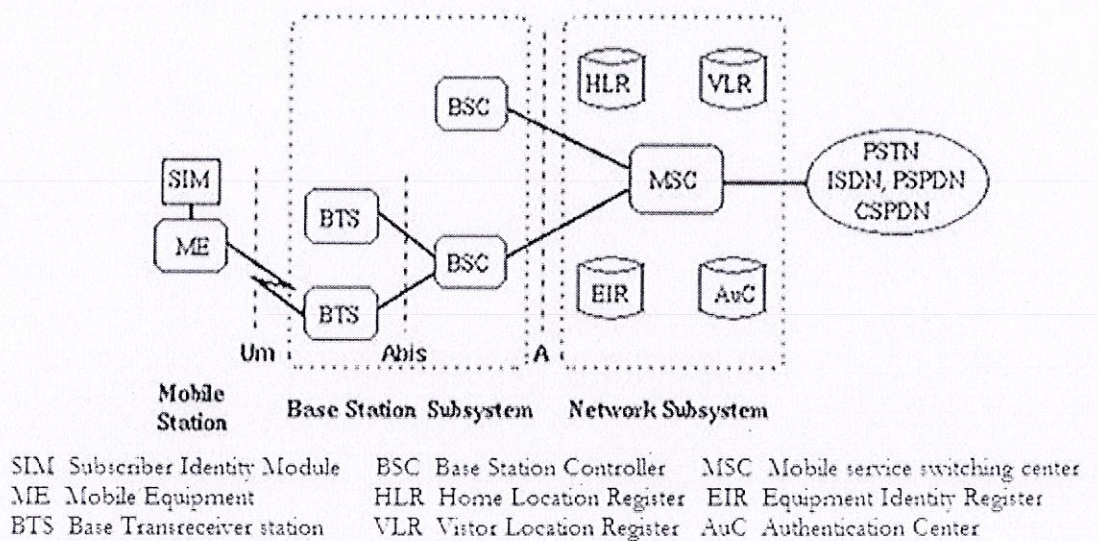 HLR VLR
BSC
SIM
MSC
PSTN
ISDN, PSPDN
CSPDN
BTS
ME
BSC
BTS
EIR AuC
Um Abis A
Mobile
Station
Base Station Subsystem Network Subsystem
SIM Subscriber Identity Module BSC Base Station Controller MSC Mobile service switching center
ME Mobile Equipment HLR Home Location Register EIR Equipment Identity Register
BTS Base Transreceiver station VLR Vistor Location Register AuC Authentication Center